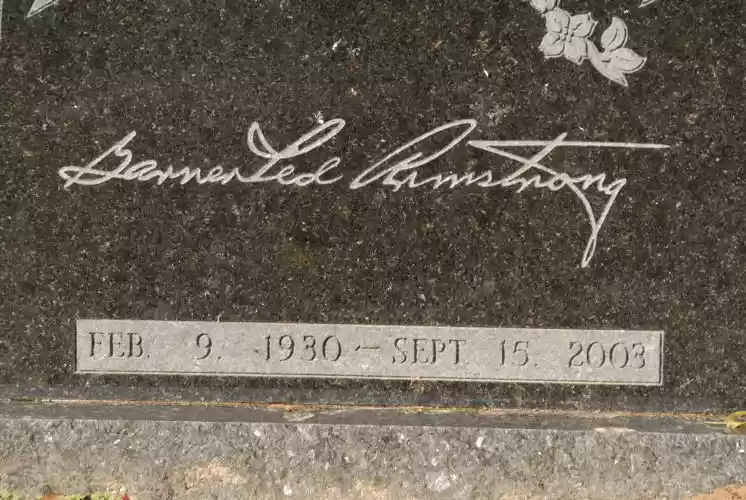 Garner Ted Armstrong
FEB. 9. 1930 – SEPT. 15. 2003